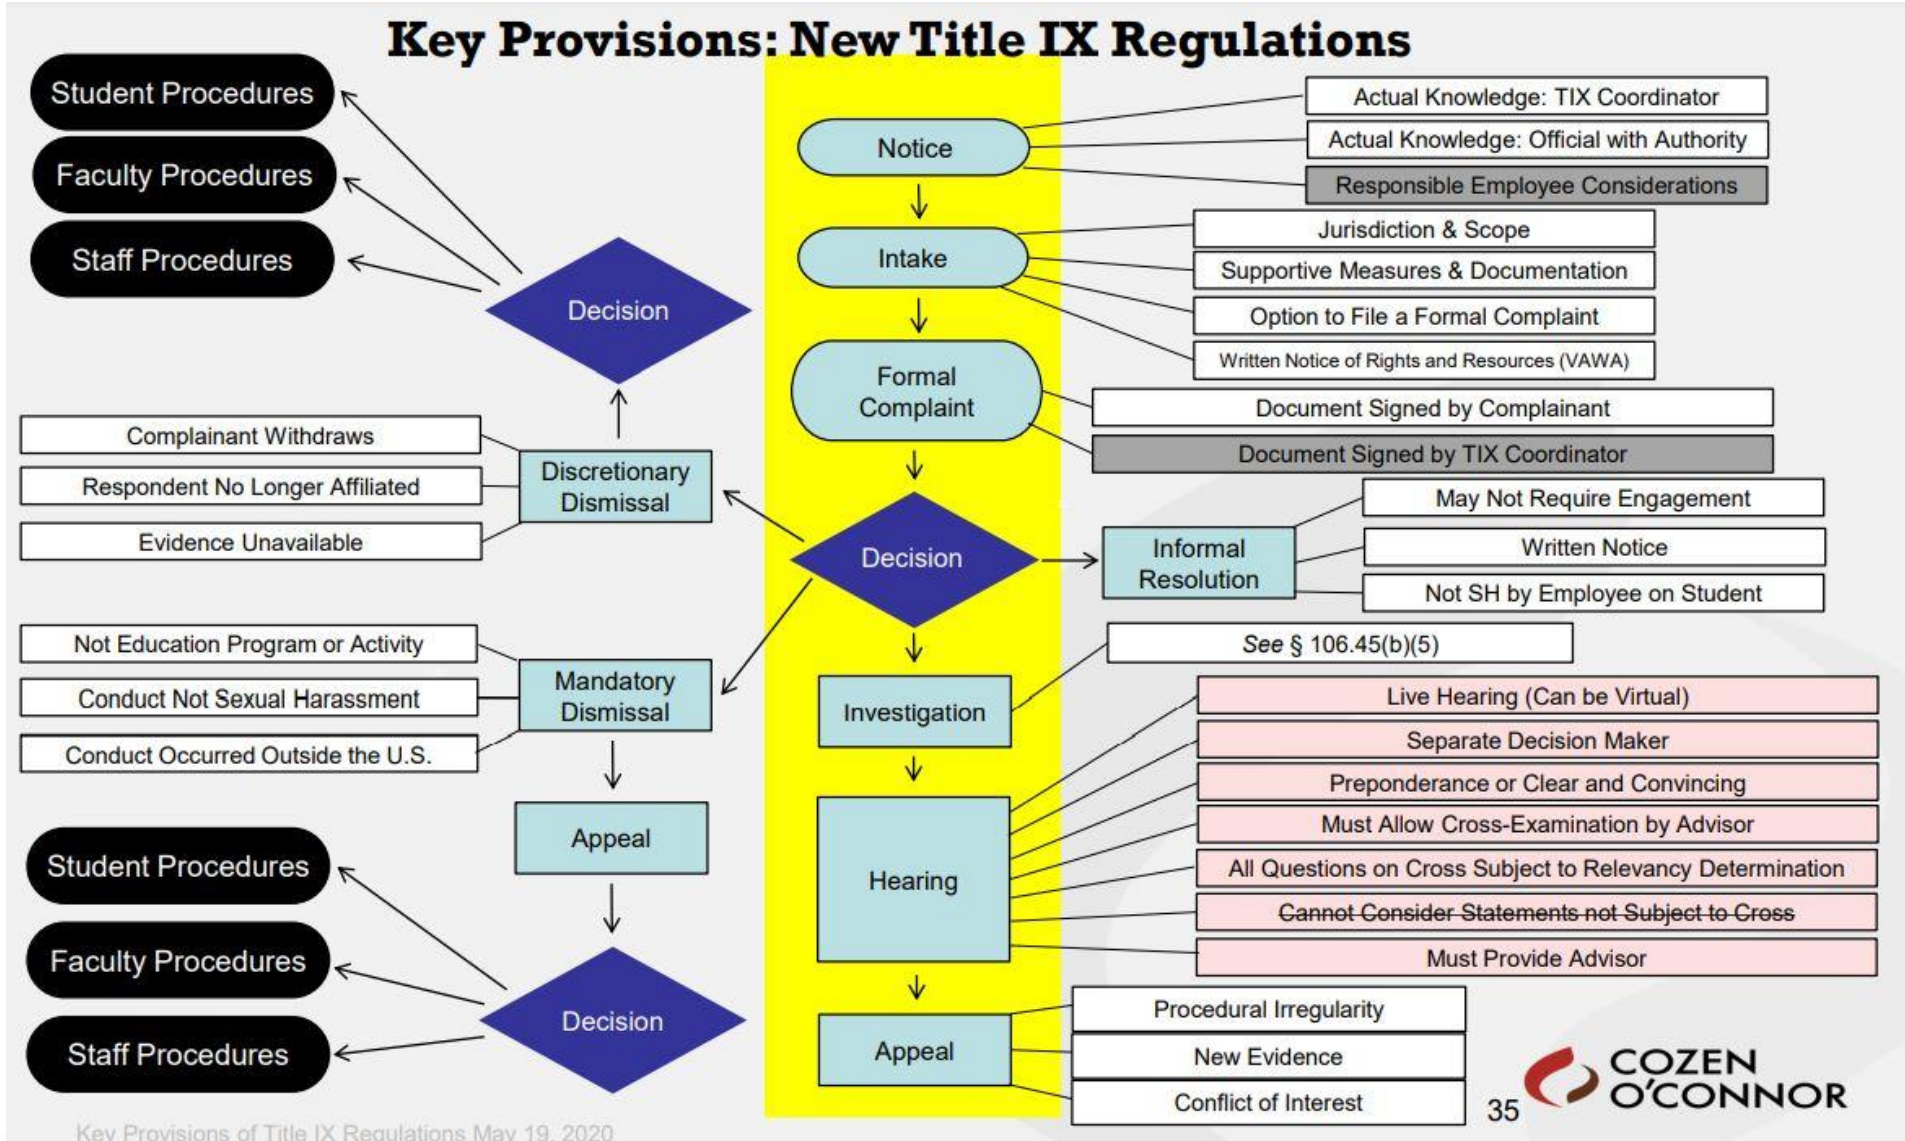 Key Provisions: New Title IX Regulations
Student Procedures
Faculty Procedures
Staff Procedures
Decision
Complainant Withdraws
Respondent No Longer Affiliated
Evidence Unavailable
Discretionary
Dismissal
Not Education Program or Activity
Conduct Not Sexual Harassment
Conduct Occurred Outside the U.S.
Mandatory
Dismissal
Appeal
Student Procedures
Faculty Procedures
Staff Procedures
Decision
Notice
Actual Knowledge: TIX Coordinator
Actual Knowledge: Official with Authority
Responsible Employee Considerations
Intake
Jurisdiction & Scope
Supportive Measures & Documentation
Option to File a Formal Complaint
Written Notice of Rights and Resources (VAWA)
Formal
Complaint
Document Signed by Complainant
Document Signed by TIX Coordinator
Decision
Informal
Resolution
May Not Require Engagement
Written Notice
Not SH by Employee on Student
Investigation
See § 106.45(b)(5)
Hearing
Live Hearing (Can be Virtual)
Separate Decision Maker
Preponderance or Clear and Convincing
Must Allow Cross-Examination by Advisor
All Questions on Cross Subject to Relevancy Determination
Cannot Consider Statements not Subject to Cross
Must Provide Advisor
Appeal
Procedural Irregularity
New Evidence
Conflict of Interest
35
COZEN
O'CONNOR
Key Provisions of Title IX Regulations May 19, 2020